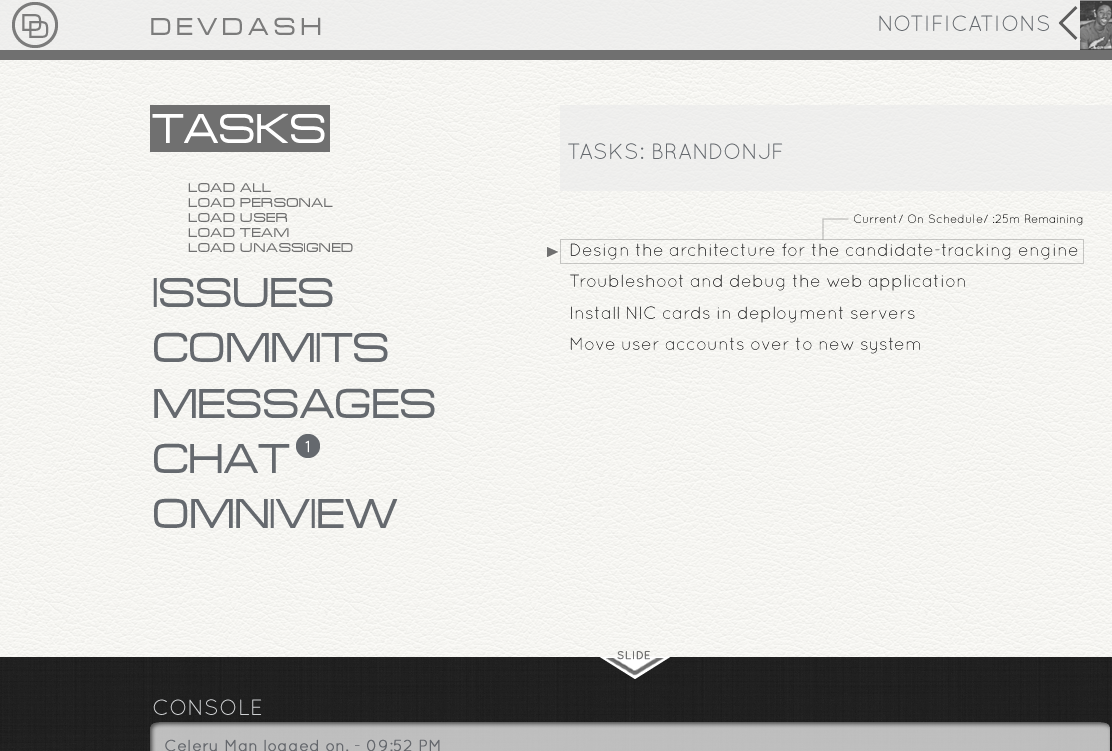 DD
DEVDASH
NOTIFICATIONS
TASKS
LOAD ALL
LOAD PERSONAL
LOAD USER
LOAD TEAM
LOAD UNASSIGNED
ISSUES
COMMITS
MESSAGES
CHAT 1
OMNIVIEW
TASKS: BRANDONJF
Current/ On Schedule/ :25m Remaining
Design the architecture for the candidate-tracking engine
Troubleshoot and debug the web application
Install NIC cards in deployment servers
Move user accounts over to new system
SLIDE
CONSOLE
Celery Man logged on. - 09:52 PM